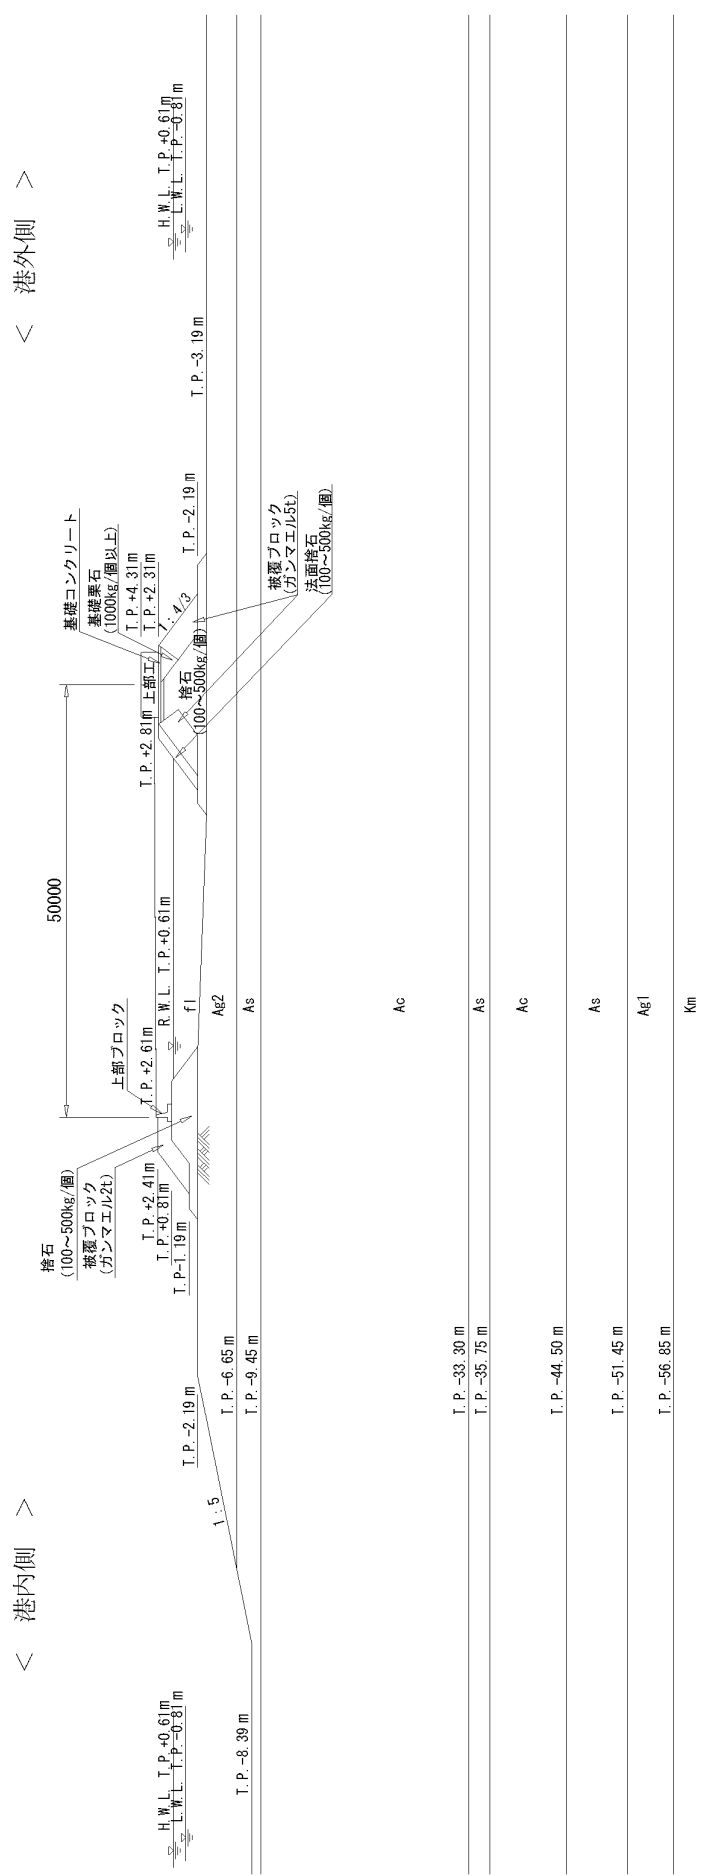 < 港内側 >
< 港外側 >
50000
捨石
(100～500kg/個)
被覆ブロック
(ガンマエル2t)
上部ブロック
基礎コンクリート
基礎栗石
(1000kg/個以上)
T.P.+4.31m
T.P.+2.31m
H.W.L. T.P.+0.61m
L.W.L. T.P.-0.81m
T.P.+2.41m
T.P.+0.81m
T.P-1.19m
T.P.+2.61m
R.W.L. T.P.+0.61m
T.P.+2.81m
上部工
捨石
(100～500kg/個)
1:4/3
H.W.L. T.P.+0.61m
L.W.L. T.P.-0.81m
T.P.-2.19m
T.P.-2.19m
T.P.-3.19m
1:5
T.P.-8.39m
被覆ブロック
(ガンマエル5t)
法面捨石
(100～500kg/個)
fl
Ag2
T.P.-6.65m
As
T.P.-9.45m
Ac
T.P.-33.30m
As
T.P.-35.75m
Ac
T.P.-44.50m
As
T.P.-51.45m
Ag1
T.P.-56.85m
Km